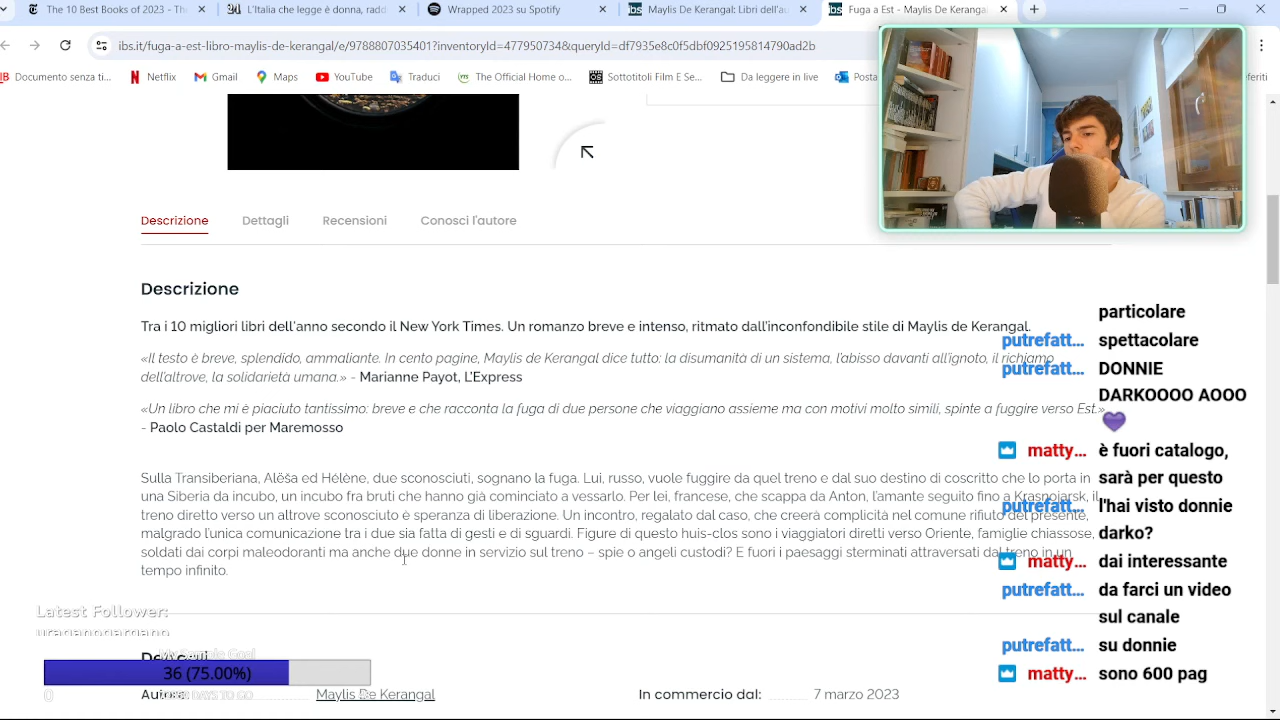 The 10 Best Books of 2023 - T
L'Italia che legge è donna, rad
Wrapped 2023 su Spotify
Maylis De Kerangal: Libri dell'au
Fuga a Est - Maylis de Kerang
ibs.it/fuga-a-est-libro-maylis-de-kerangal/e/9788807035401?inventoryId=477950734&queryId=df793e8c0f5dbf0925195814790ad2b
Documento senza ti...
Netflix
Gmail
Maps
YouTube
Traduci
The Official Home o...
Sottotitoli Film E Se...
Da leggere in live
Posta
Descrizione
Dettagli
Recensioni
Conosci l'autore
Descrizione
Tra i 10 migliori libri dell'anno secondo il New York Times. Un romanzo breve e intenso, ritmato dall'inconfondibile stile di Maylis de Kerangal.
«Il testo è breve, splendido, immenso. In cento pagine, Maylis de Kerangal dice tutto: la disumanità di un sistema, l'abisso davanti all'ignoto, il richiamo
dell'altrove, la solidarietà umana.» - Marianne Payot, L'Express
«Un libro che mi è piaciuto tantissimo: breve e che racconta la fuga di due persone che viaggiano assieme ma con motivi molto simili, spinte a fuggire verso Est.»
- Paolo Castaldi per Maremosso
Sulla Transiberiana, Alëša ed Hélène, due sconosciuti, sognano la fuga. Lui, russo, vuole fuggire da quel treno e dal suo destino di coscritto che lo porta in
una Siberia da incubo, un incubo fra bruti che hanno già cominciato a vessarlo. Per lei, francese, che scappa da Anton, l'amante seguito fino a Krasnojarsk, il
treno diretto verso un altrove sconosciuto è speranza di liberazione. Un incontro regalato dal caso, una complicità nel comune rifiuto del presente,
malgrado l'unica comunicazione tra i due sia fatta di gesti e di sguardi. Figure di questo huis-clos sono i viaggiatori diretti verso Oriente, famiglie chiassose,
soldati dai corpi maleodoranti ma anche due donne in servizio sul treno – spie o angeli custodi? E fuori i paesaggi sterminati attraversati dal treno in un
tempo infinito.
particolare
putrefatt... spettacolare
putrefatt... DONNIE
DARKOOOO AOOO
matty... è fuori catalogo,
sarà per questo
putrefatt... l'hai visto donnie
darko?
matty... dai interessante
putrefatt... da farci un video
sul canale
putrefatt... su donnie
matty... sono 600 pag
Latest Follower:
36 (75.00%)
0
Maylis De Kerangal
In commercio dal:
7 marzo 2023